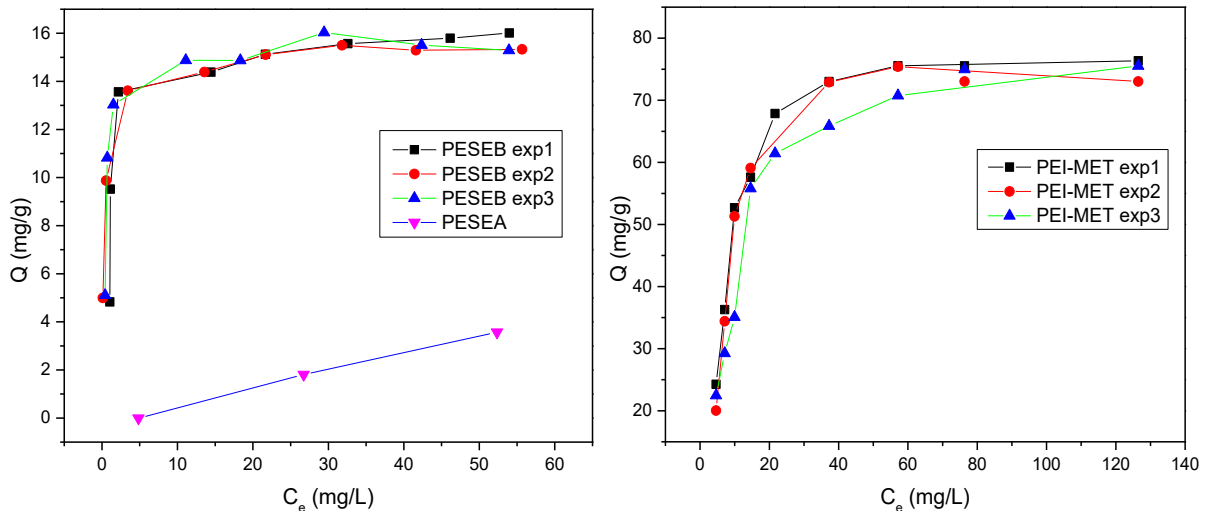 16
14
12
10
8
6
4
2
0
Q (mg/g)
PESEB exp1
PESEB exp2
PESEB exp3
PESEA
0 10 20 30 40 50 60
C_e (mg/L)
80
70
60
50
40
30
20
Q (mg/g)
PEI-MET exp1
PEI-MET exp2
PEI-MET exp3
0 20 40 60 80 100 120 140
C_e (mg/L)